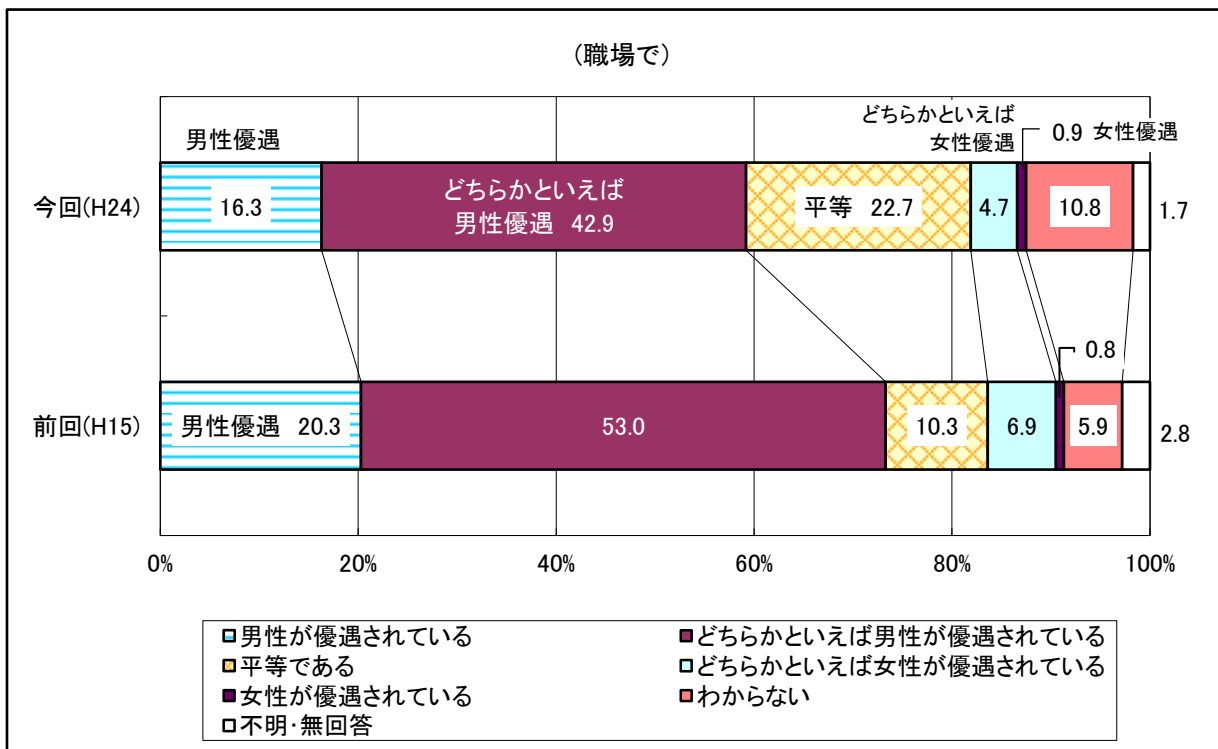 (職場で)
男性優遇
どちらかといえば
女性優遇
0.9 女性優遇
今回(H24)
16.3
どちらかといえば
男性優遇 42.9
平等 22.7
4.7
10.8
1.7
0.8
前回(H15)
男性優遇 20.3
53.0
10.3
6.9
5.9
2.8
0% 20% 40% 60% 80% 100%
男性が優遇されている どちらかといえば男性が優遇されている
平等である どちらかといえば女性が優遇されている
女性が優遇されている わからない
不明・無回答